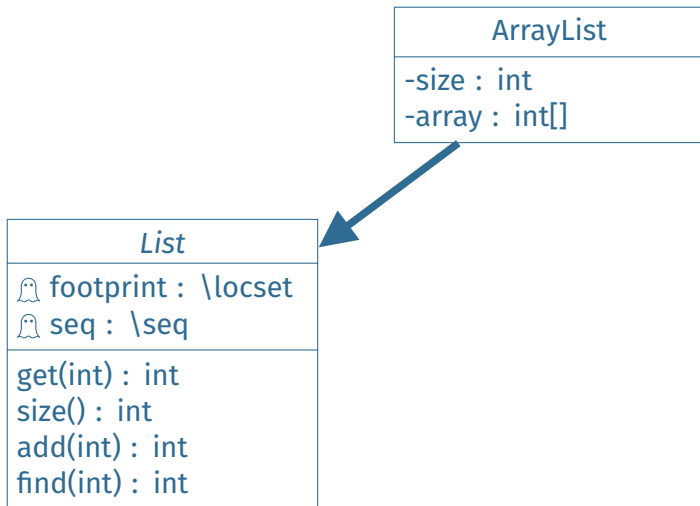 ArrayList
-size : int
-array : int[]
List
footprint : \locset
seq : \seq
get(int) : int
size() : int
add(int) : int
find(int) : int